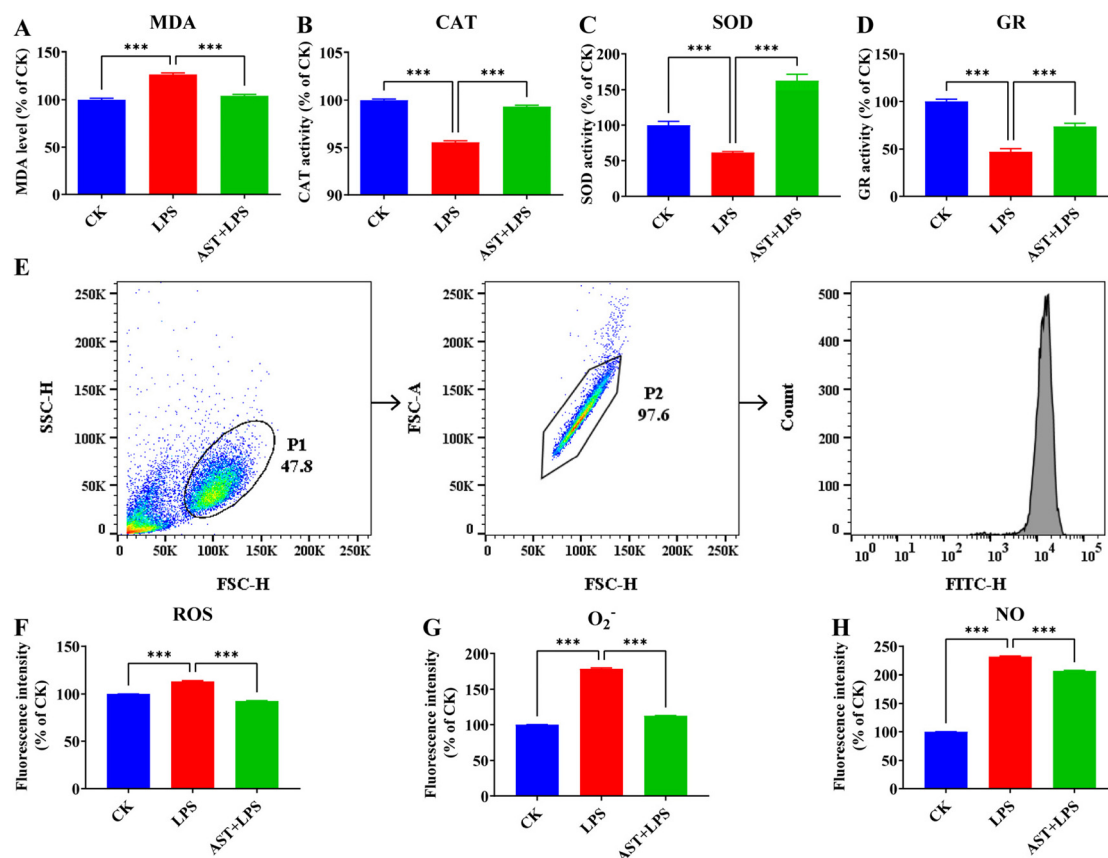 A
MDA
MDA level (% of CK)
150
100
50
0
***
***
CK
LPS
AST+LPS
B
CAT
CAT activity (% of CK)
105
100
95
90
***
***
CK
LPS
AST+LPS
C
SOD
SOD activity (% of CK)
200
150
100
50
0
***
***
CK
LPS
AST+LPS
D
GR
GR activity (% of CK)
150
100
50
0
***
***
CK
LPS
AST+LPS
E
SSC-H
250K
200K
150K
100K
50K
0
P1
47.8
0
50K
100K
150K
200K
250K
FSC-H
FSC-A
250K
200K
150K
100K
50K
0
P2
97.6
0
50K
100K
150K
200K
250K
FSC-H
Count
500
400
300
200
100
0
10^0
10^1
10^2
10^3
10^4
10^5
FITC-H
F
ROS
Fluorescence intensity
(% of CK)
150
100
50
0
***
***
CK
LPS
AST+LPS
G
O₂⁻
Fluorescence intensity
(% of CK)
200
150
100
50
0
***
***
CK
LPS
AST+LPS
H
NO
Fluorescence intensity
(% of CK)
250
200
150
100
50
0
***
***
CK
LPS
AST+LPS